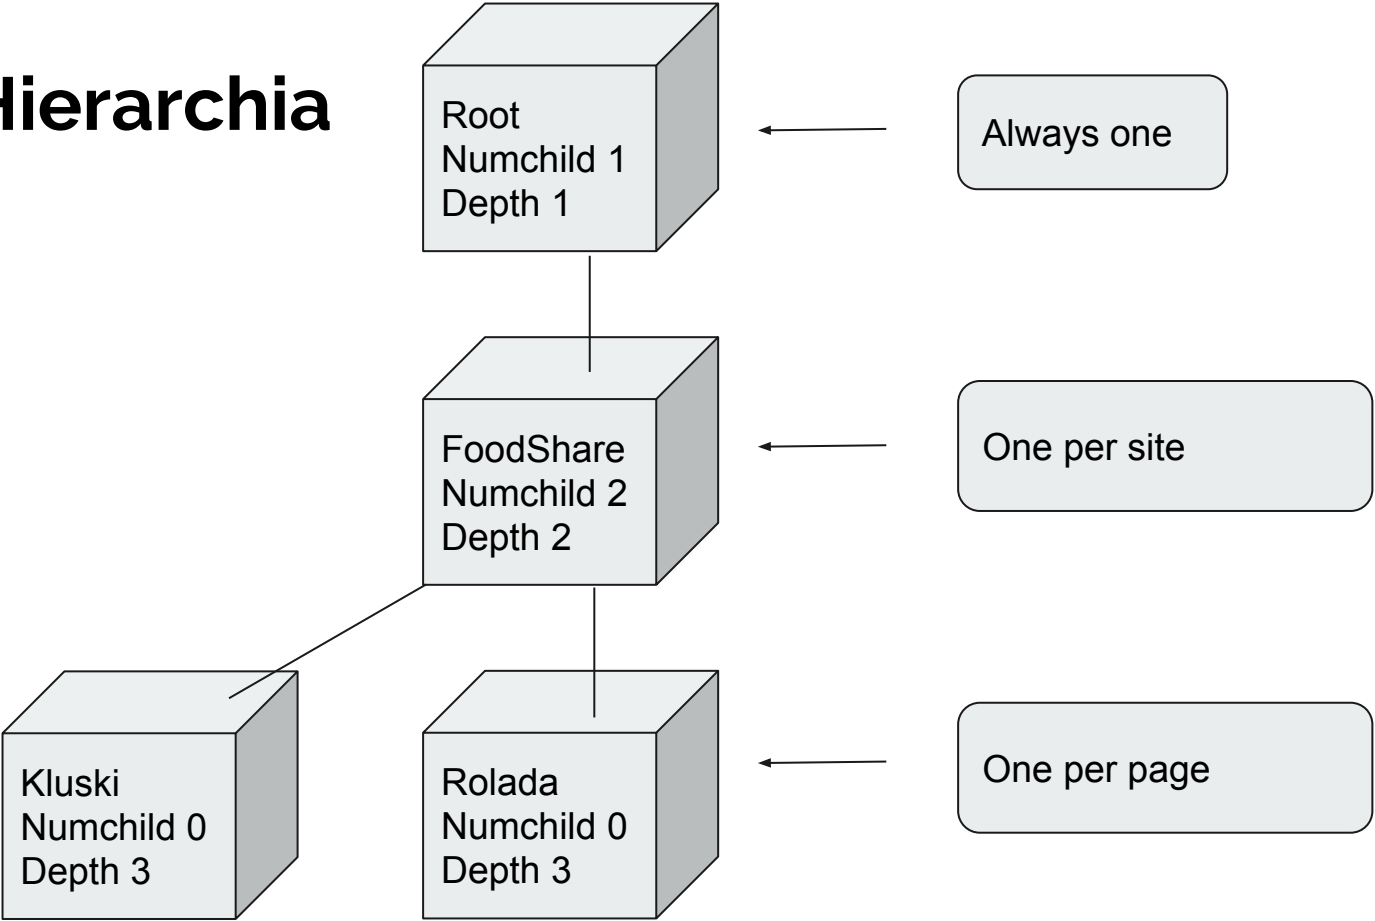 Hierarchia
Root
Numchild 1
Depth 1
Always one
FoodShare
Numchild 2
Depth 2
One per site
Kluski
Numchild 0
Depth 3
Rolada
Numchild 0
Depth 3
One per page